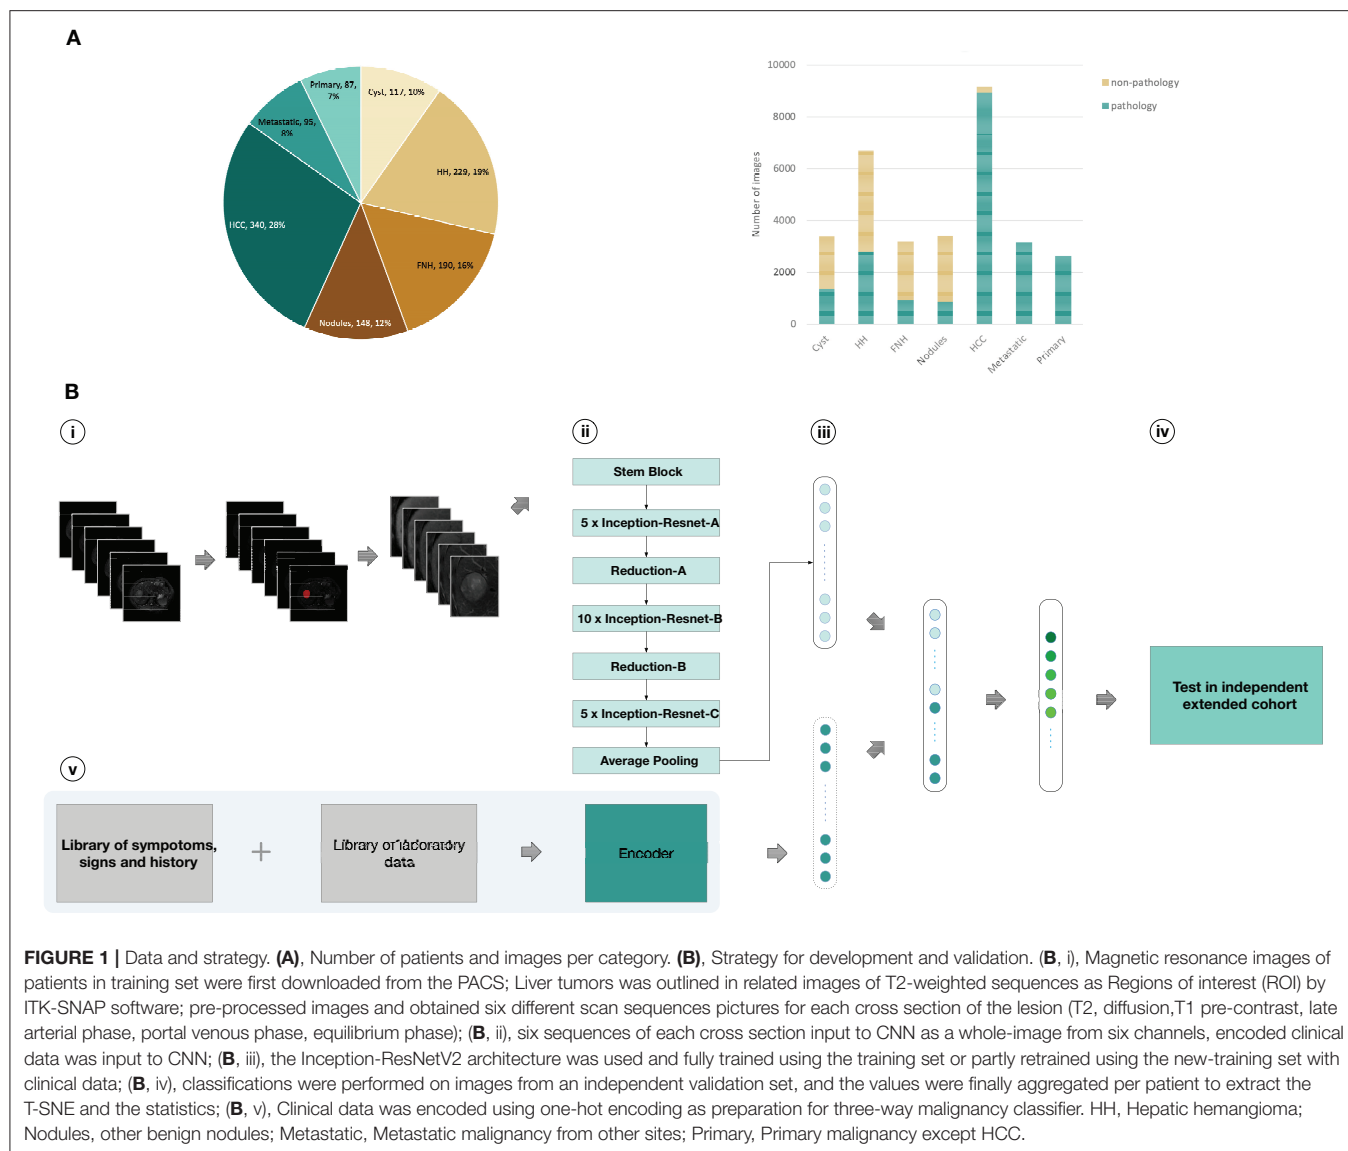 A
Primary, 87,
7%
Cyst, 117, 10%
Metastatic, 95,
8%
HH, 229, 19%
HCC, 340, 28%
FNH, 190, 16%
Nodules, 148, 12%
10000
8000
6000
4000
2000
0
Number of images
non-pathology
pathology
Cyst
HH
FNH
Nodules
HCC
Metastatic
Primary
B
i
ii
iii
iv
Stem Block
5 x Inception-Resnet-A
Reduction-A
10 x Inception-Resnet-B
Reduction-B
5 x Inception-Resnet-C
Average Pooling
Test in independent
extended cohort
v
Library of sympotoms,
signs and history
+
Library of laboratory
data
Encoder
FIGURE 1 | Data and strategy. (A), Number of patients and images per category. (B), Strategy for development and validation. (B, i), Magnetic resonance images of
patients in training set were first downloaded from the PACS; Liver tumors was outlined in related images of T2-weighted sequences as Regions of interest (ROI) by
ITK-SNAP software; pre-processed images and obtained six different scan sequences pictures for each cross section of the lesion (T2, diffusion,T1 pre-contrast, late
arterial phase, portal venous phase, equilibrium phase); (B, ii), six sequences of each cross section input to CNN as a whole-image from six channels, encoded clinical
data was input to CNN; (B, iii), the Inception-ResNetV2 architecture was used and fully trained using the training set or partly retrained using the new-training set with
clinical data; (B, iv), classifications were performed on images from an independent validation set, and the values were finally aggregated per patient to extract the
T-SNE and the statistics; (B, v), Clinical data was encoded using one-hot encoding as preparation for three-way malignancy classifier. HH, Hepatic hemangioma;
Nodules, other benign nodules; Metastatic, Metastatic malignancy from other sites; Primary, Primary malignancy except HCC.